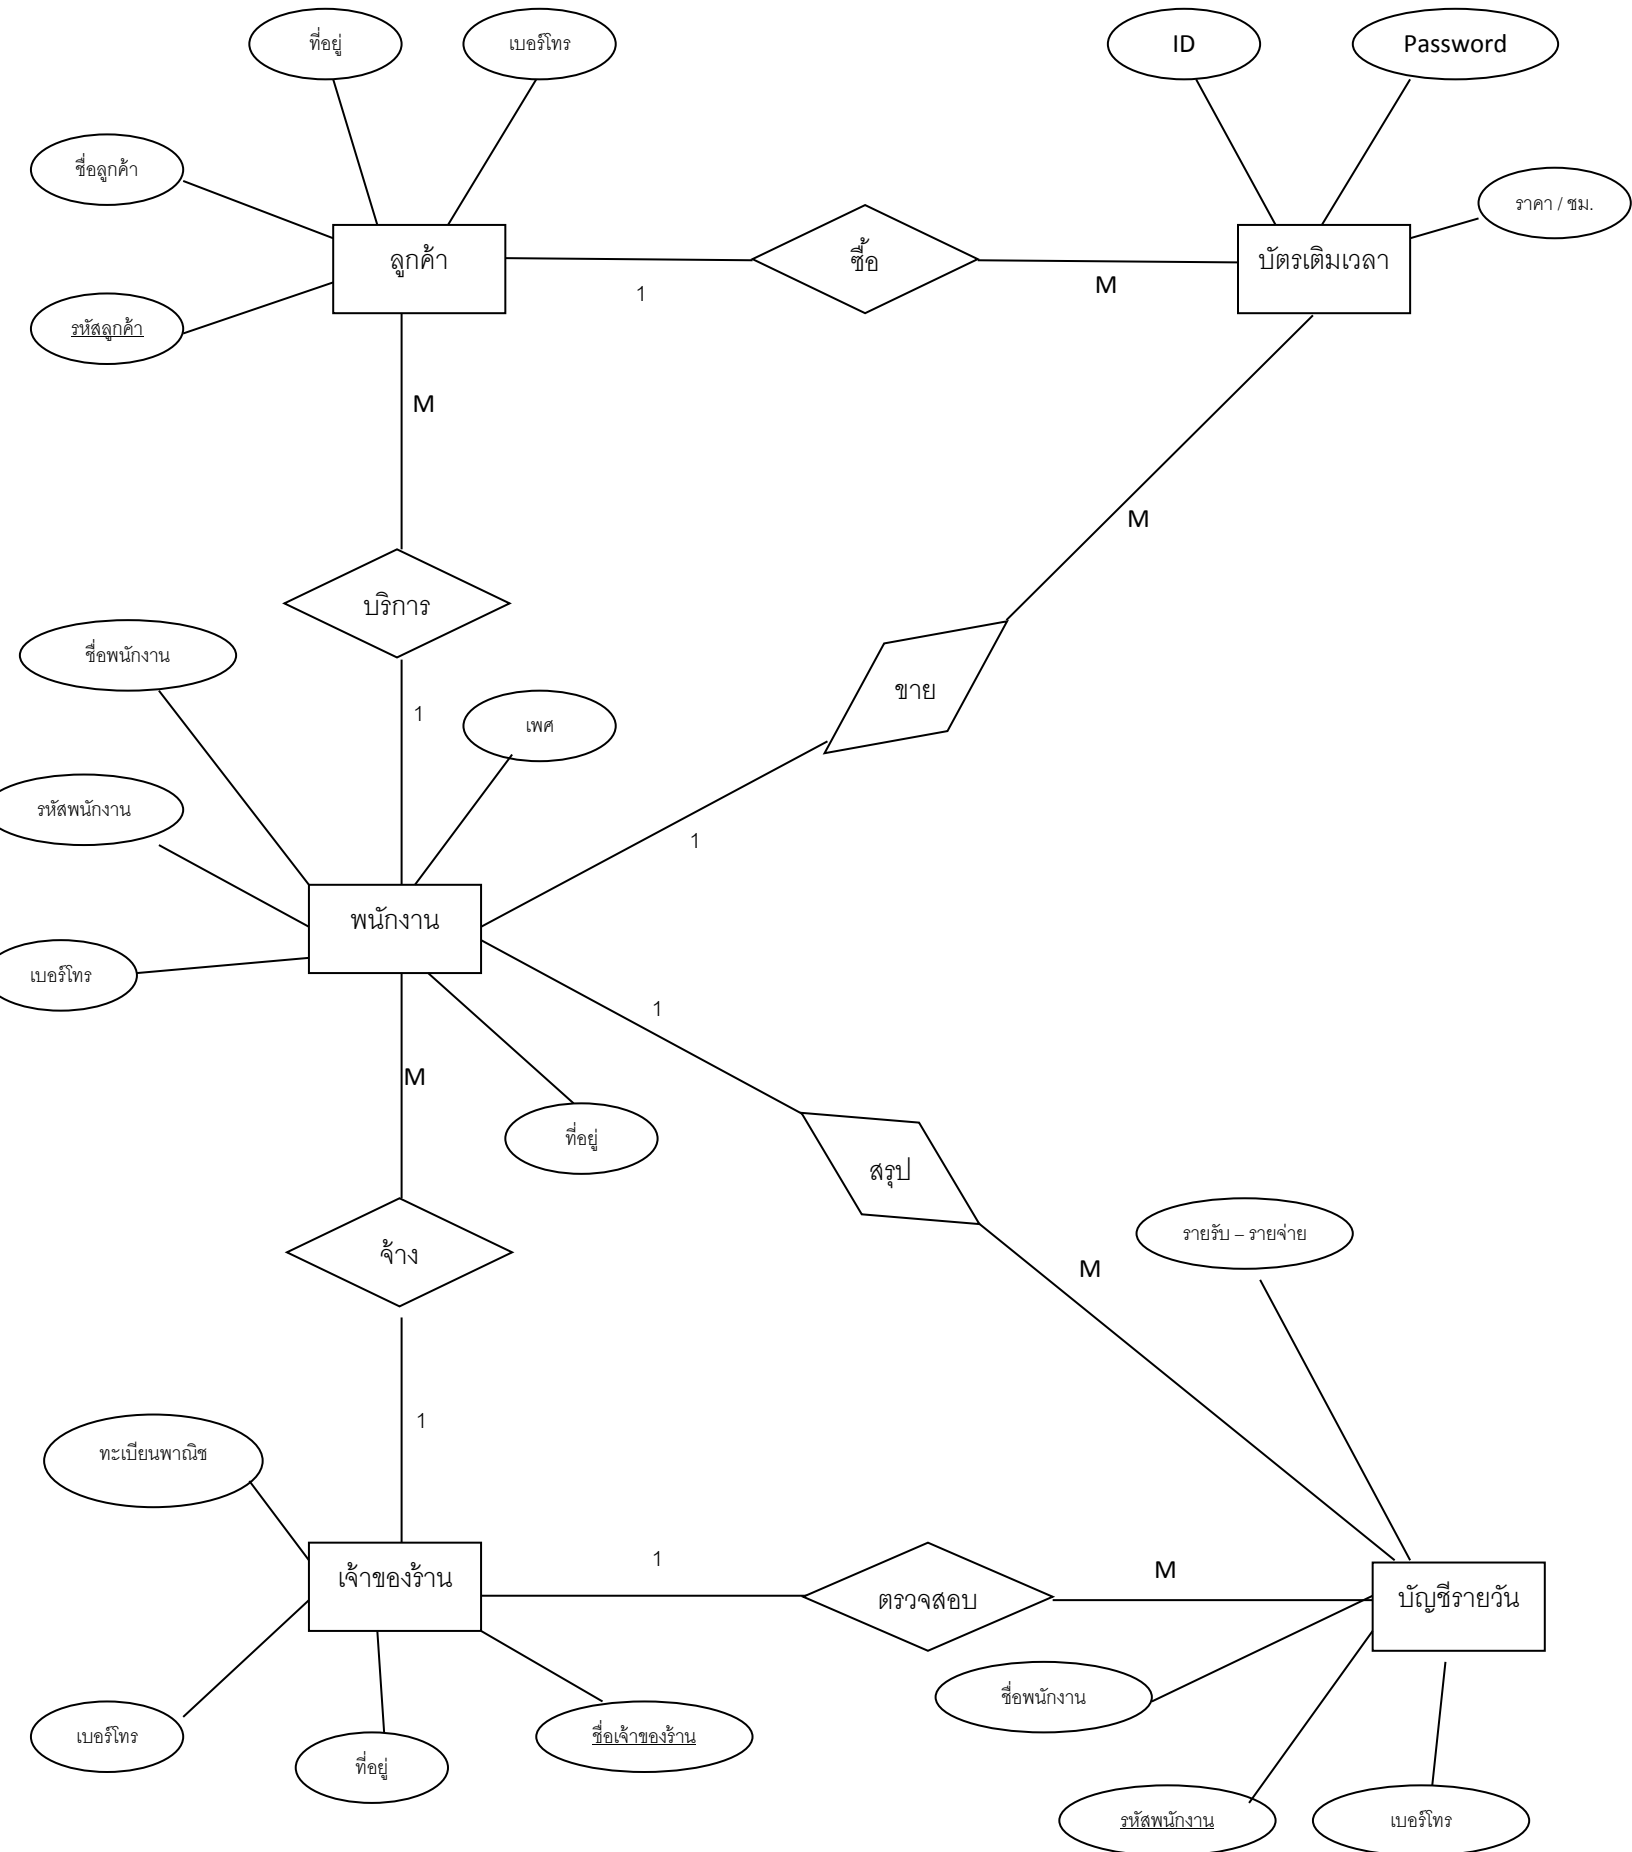 ที่อยู่
เบอร์โทร
ID
Password
ชื่อลูกค้า
ราคา / ชม.
ลูกค้า
ซื้อ
บัตรเติมเวลา
1
M
รหัสลูกค้า
M
M
บริการ
ชื่อพนักงาน
ขาย
1
เพศ
รหัสพนักงาน
1
พนักงาน
เบอร์โทร
1
M
ที่อยู่
สรุป
รายรับ – รายจ่าย
จ้าง
M
1
ทะเบียนพาณิช
1
M
เจ้าของร้าน
ตรวจสอบ
บัญชีรายวัน
ชื่อพนักงาน
เบอร์โทร
ชื่อเจ้าของร้าน
ที่อยู่
รหัสพนักงาน
เบอร์โทร